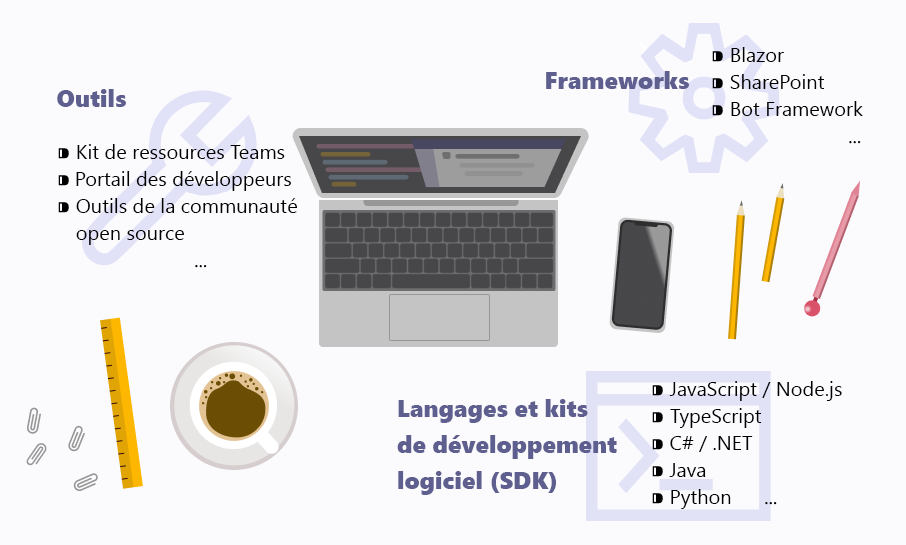 Outils
Kit de ressources Teams
Portail des développeurs
Outils de la communauté
open source
...
Frameworks
Blazor
SharePoint
Bot Framework
...
Langages et kits
de développement
logiciel (SDK)
JavaScript / Node.js
TypeScript
C# / .NET
Java
Python ...